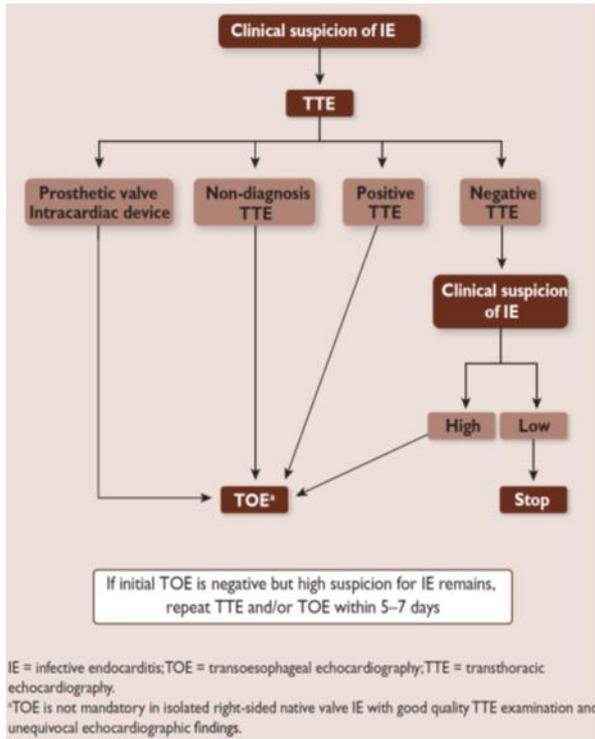 Clinical suspicion of IE
TTE
Prosthetic valve
Intracardiac device
Non-diagnosis
TTE
Positive
TTE
Negative
TTE
Clinical suspicion
of IE
High
Low
TOEª
Stop
If initial TOE is negative but high suspicion for IE remains,
repeat TTE and/or TOE within 5–7 days
IE = infective endocarditis; TOE = transoesophageal echocardiography; TTE = transthoracic
echocardiography.
ªTOE is not mandatory in isolated right-sided native valve IE with good quality TTE examination and
unequivocal echocardiographic findings.